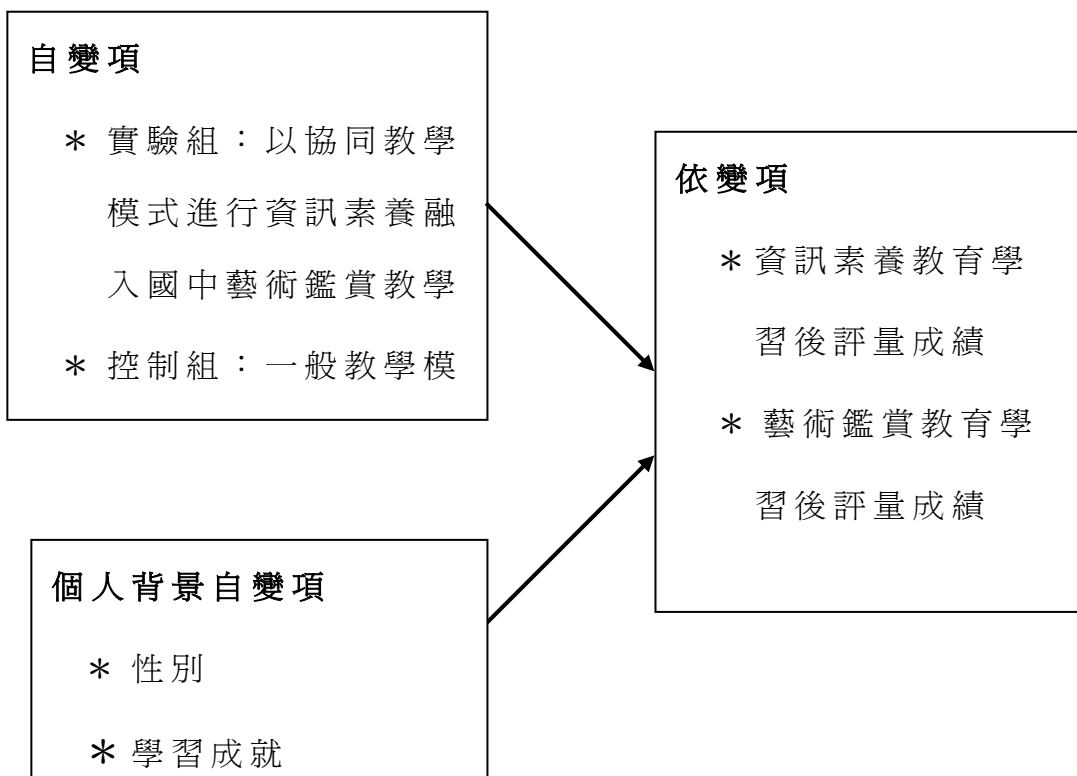 自變項
* 實驗組：以協同教學
模式進行資訊素養融
入國中藝術鑑賞教學
* 控制組：一般教學模
依變項
* 資訊素養教育學
習後評量成績
* 藝術鑑賞教育學
習後評量成績
個人背景自變項
* 性別
* 學習成就